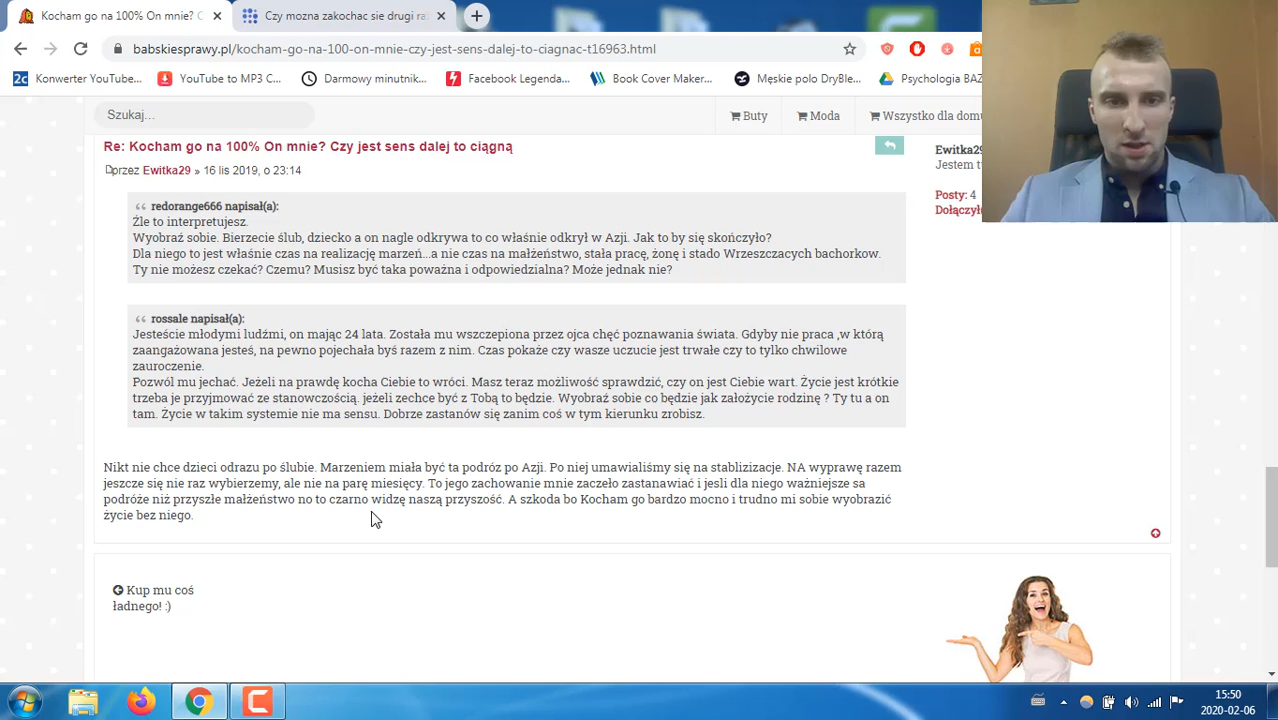 Kocham go na 100% On mnie? C
Czy mozna zakochac sie drugi ra
babskiesprawy.pl/kocham-go-na-100-on-mnie-czy-jest-sens-dalej-to-ciagnac-t16963.html
Konwerter YouTube...
YouTube to MP3 C...
Darmowy minutnik...
Facebook Legenda...
Book Cover Maker...
Męskie polo DryBle...
Psychologia BAZ
Szukaj...
Buty
Moda
Wszystko dla domu
Re: Kocham go na 100% On mnie? Czy jest sens dalej to ciągną
przez Ewitka29 » 16 lis 2019, o 23:14
Ewitka29
Jestem t
Posty: 4
Dołączył(
redorange666 napisał(a):
Źle to interpretujesz.
Wyobraź sobie. Bierzecie ślub, dziecko a on nagle odkrywa to co właśnie odkrył w Azji. Jak to by się skończyło?
Dla niego to jest właśnie czas na realizację marzeń...a nie czas na małżeństwo, stała pracę, żonę i stado Wrzeszczacych bachorkow.
Ty nie możesz czekać? Czemu? Musisz być taka poważna i odpowiedzialna? Może jednak nie?
rossale napisał(a):
Jesteście młodymi ludźmi, on mając 24 lata. Została mu wszczepiona przez ojca chęć poznawania świata. Gdyby nie praca ,w którą
zaangażowana jesteś, na pewno pojechała byś razem z nim. Czas pokaże czy wasze uczucie jest trwałe czy to tylko chwilowe
zauroczenie.
Pozwól mu jechać. Jeżeli na prawdę kocha Ciebie to wróci. Masz teraz możliwość sprawdzić, czy on jest Ciebie wart. Życie jest krótkie
trzeba je przyjmować ze stanowczością. jeżeli zechce być z Tobą to będzie. Wyobraź sobie co będzie jak założycie rodzinę ? Ty tu a on
tam. Życie w takim systemie nie ma sensu. Dobrze zastanów się zanim coś w tym kierunku zrobisz.
Nikt nie chce dzieci odrazu po ślubie. Marzeniem miała być ta podróz po Azji. Po niej umawialiśmy się na stablizizacje. NA wyprawę razem
jeszcze się nie raz wybierzemy, ale nie na parę miesięcy. To jego zachowanie mnie zaczeło zastanawiać i jesli dla niego ważniejsze sa
podróże niż przyszłe małżeństwo no to czarno widzę naszą przyszość. A szkoda bo Kocham go bardzo mocno i trudno mi sobie wyobrazić
życie bez niego.
Kup mu coś
ładnego! :)
15:50
2020-02-06